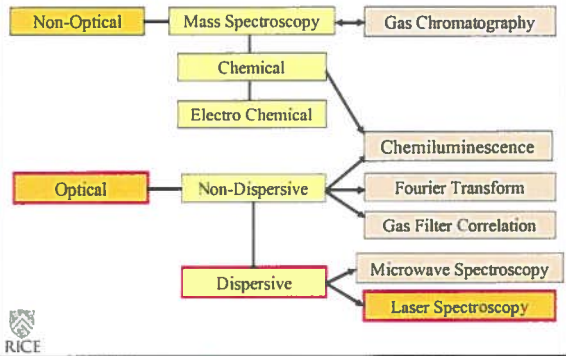 Non-Optical
Mass Spectroscopy
Gas Chromatography
Chemical
Electro Chemical
Chemiluminescence
Optical
Non-Dispersive
Fourier Transform
Gas Filter Correlation
Dispersive
Microwave Spectroscopy
Laser Spectroscopy
RICE